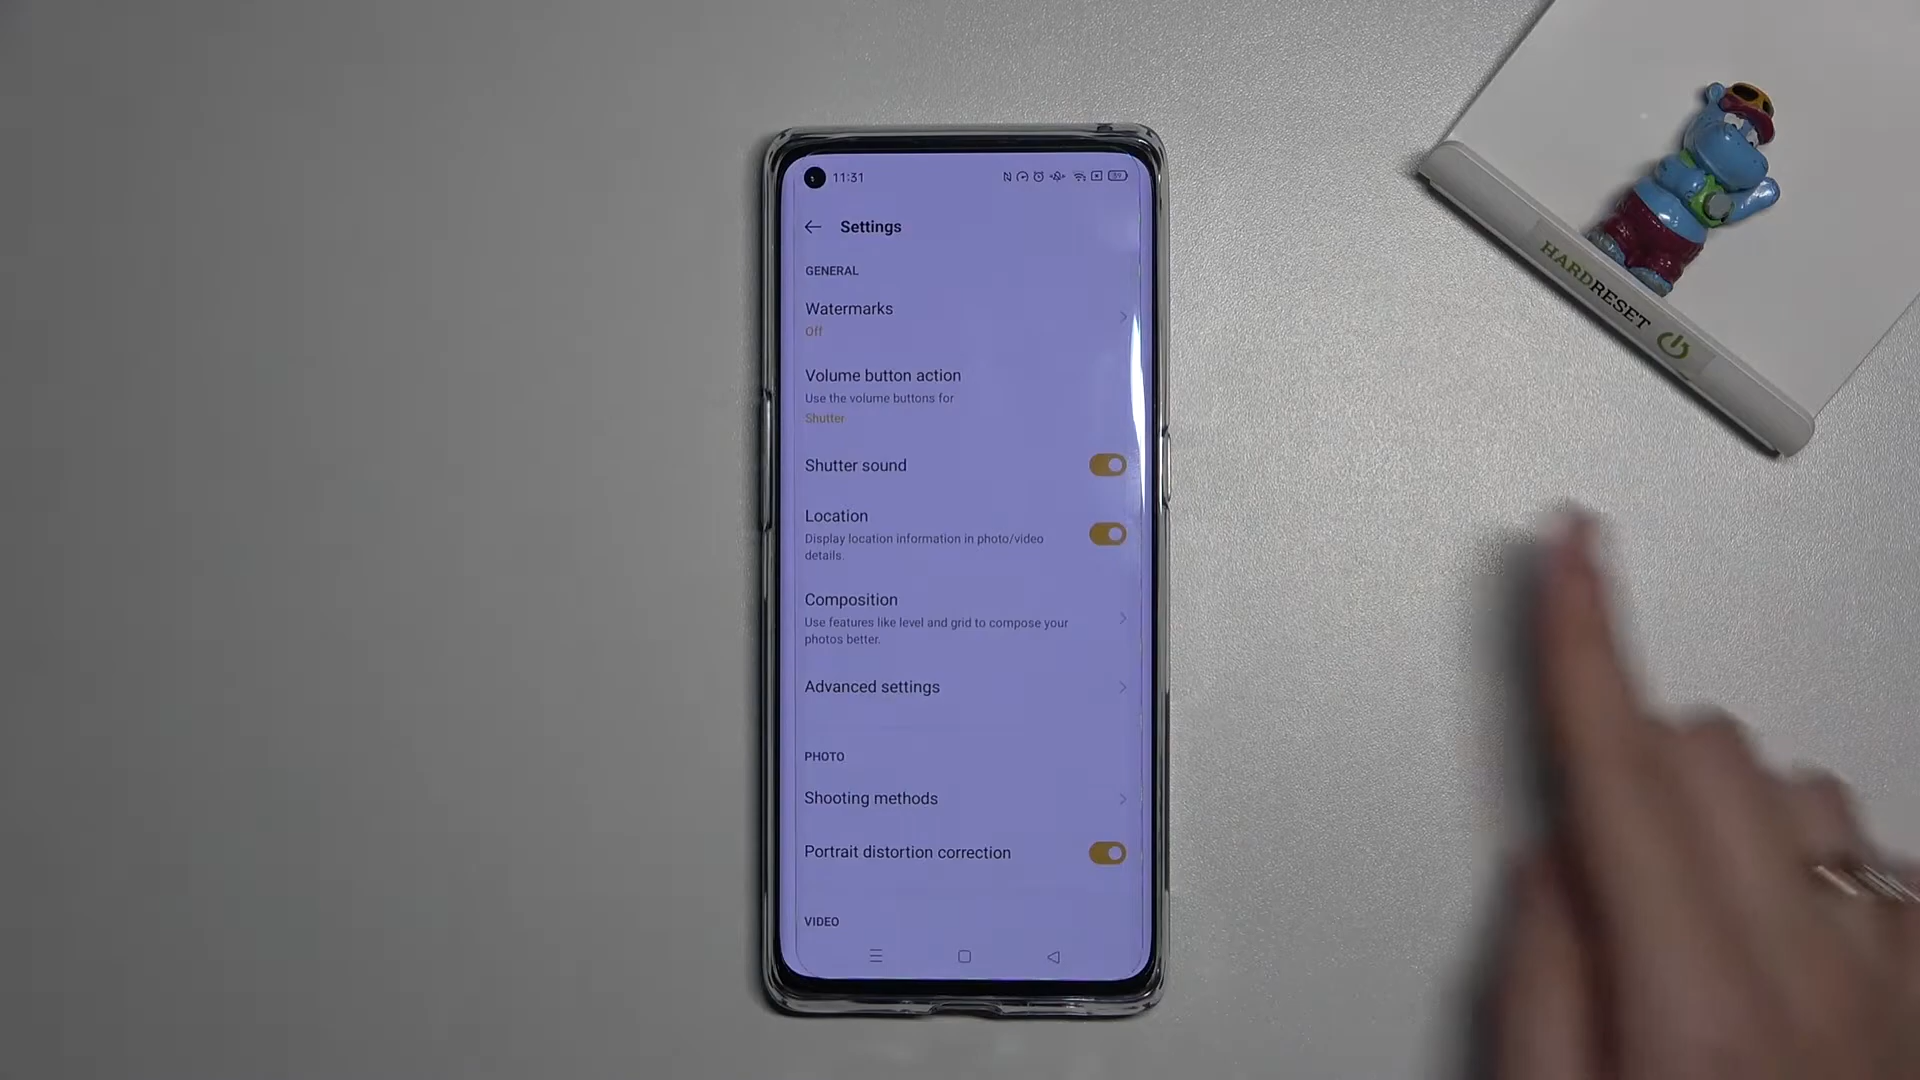 11:31
Settings
GENERAL
Watermarks
Off
Volume button action
Use the volume buttons for
Shutter
Shutter sound
Location
Display location information in photo/video
details.
Composition
Use features like level and grid to compose your
photos better.
Advanced settings
PHOTO
Shooting methods
Portrait distortion correction
VIDEO
HARDRESET